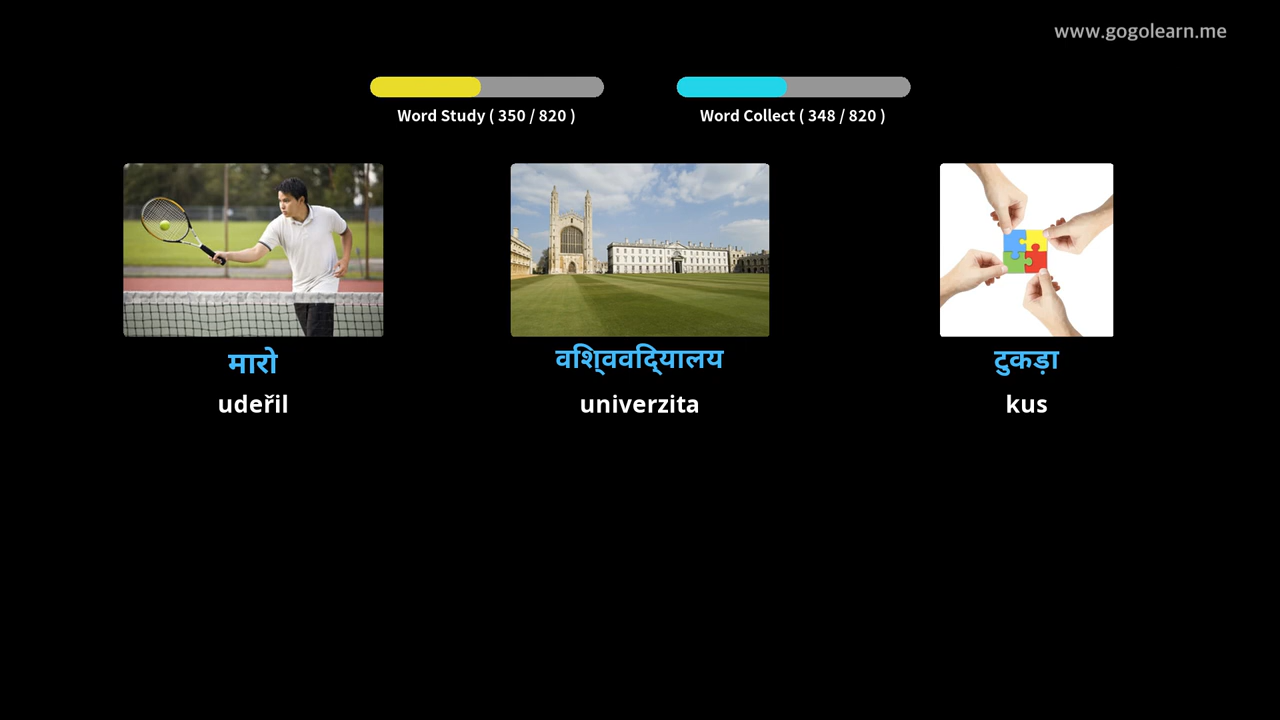 www.gogolearn.me
Word Study ( 350 / 820 )
Word Collect ( 348 / 820 )
मारो
वशि्ववदि्यालय
टुकड़ा
udeřil
univerzita
kus